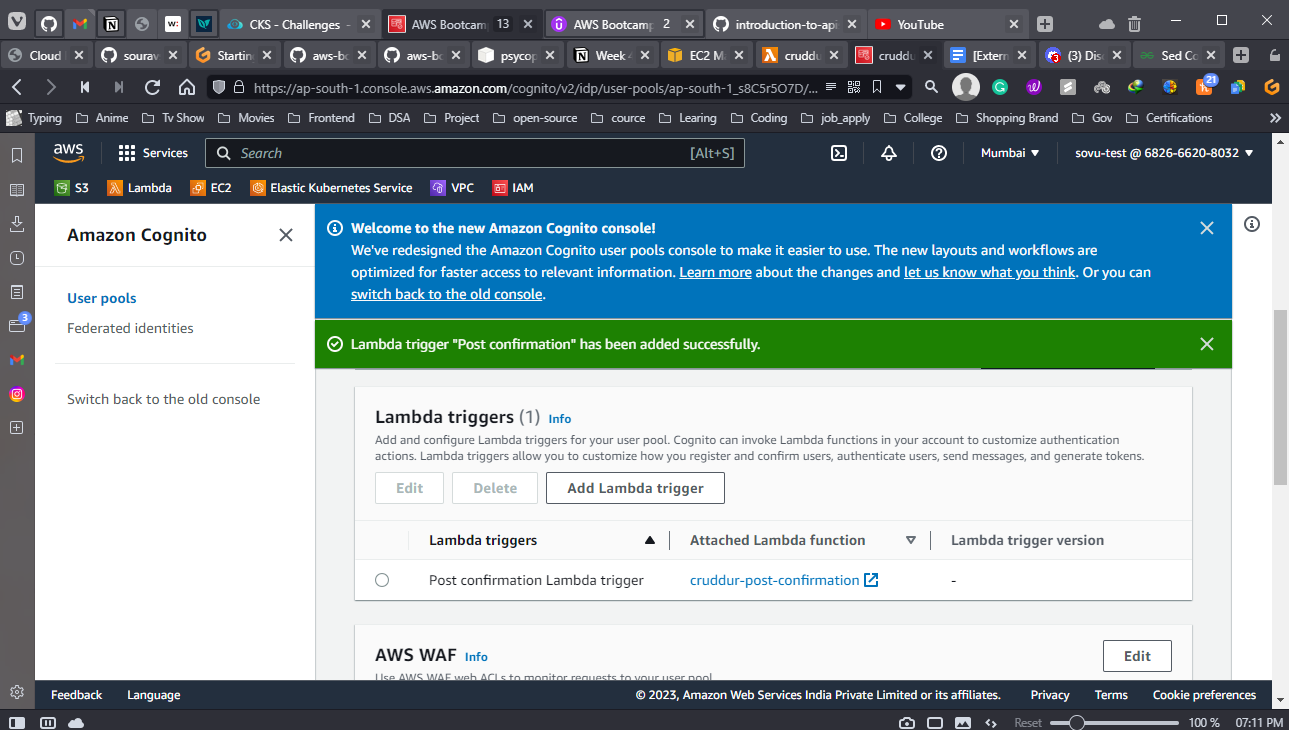 CKS - Challenges -
AWS Bootcamp 13
AWS Bootcamp 2
introduction-to-api
YouTube
Cloud
sourav
Startin
aws-bo
aws-bo
psycop
Week
EC2 M
cruddu
cruddu
[Extern
(3) Dis
Sed Co
https://ap-south-1.console.aws.amazon.com/cognito/v2/idp/user-pools/ap-south-1_s8C5r5O7D/...
21
Typing
Anime
Tv Show
Movies
Frontend
DSA
Project
open-source
cource
Learing
Coding
job_apply
College
Shopping Brand
Gov
Certifications
aws
Services
Search
[Alt+S]
Mumbai
sovu-test @ 6826-6620-8032
S3
Lambda
EC2
Elastic Kubernetes Service
VPC
IAM
3
Amazon Cognito
User pools
Federated identities
Switch back to the old console
Welcome to the new Amazon Cognito console!
We've redesigned the Amazon Cognito user pools console to make it easier to use. The new layouts and workflows are
optimized for faster access to relevant information. Learn more about the changes and let us know what you think. Or you can
switch back to the old console.
Lambda trigger "Post confirmation" has been added successfully.
Lambda triggers (1) Info
Add and configure Lambda triggers for your user pool. Cognito can invoke Lambda functions in your account to customize authentication
actions. Lambda triggers allow you to customize how you register and confirm users, authenticate users, send messages, and generate tokens.
Edit
Delete
Add Lambda trigger
Lambda triggers
Attached Lambda function
Lambda trigger version
Post confirmation Lambda trigger
cruddur-post-confirmation
-
AWS WAF Info
Edit
Use AWS WAF web ACLs to monitor requests to your user pool
Feedback
Language
© 2023, Amazon Web Services India Private Limited or its affiliates.
Privacy
Terms
Cookie preferences
Reset
100 %
07:11 PM